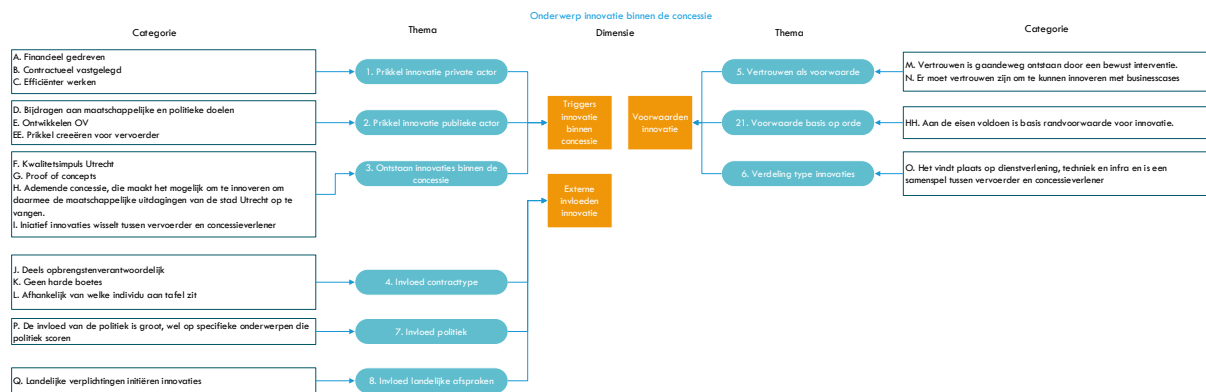 Onderwerp innovatie binnen de concessie
Categorie
Thema
Dimensie
Thema
Categorie
A. Financieel gedreven
B. Contractueel vastgelegd
C. Efficiënter werken
1. Prikkel innovatie private actor
D. Bijdragen aan maatschappelijke en politieke doelen
E. Ontwikkelen OV
EE. Prikkel creeëren voor vervoerder
2. Prikkel innovatie publieke actor
F. Kwaliteitsimpuls Utrecht
G. Proof of concepts
H. Ademende concessie, die maakt het mogelijk om te innoveren om
daarmee de maatschappelijke uitdagingen van de stad Utrecht op te
vangen.
I. Iniatief innovaties wisselt tussen vervoerder en concessieverlener
3. Ontstaan innovaties binnen de
concessie
J. Deels opbrengstenverantwoordelijk
K. Geen harde boetes
L. Afhankelijk van welke individu aan tafel zit
4. Invloed contracttype
P. De invloed van de politiek is groot, wel op specifieke onderwerpen die
politiek scoren
7. Invloed politiek
Q. Landelijke verplichtingen initiëren innovaties
8. Invloed landelijke afspraken
Triggers
innovatie
binnen
concessie
Externe
invloeden
innovatie
Voorwaarden
innovatie
5. Vertrouwen als voorwaarde
21. Voorwaarde basis op orde
6. Verdeling type innovaties
M. Vertrouwen is gaandeweg ontstaan door een bewust interventie.
N. Er moet vertrouwen zijn om te kunnen innoveren met businesscases
HH. Aan de eisen voldoen is basis randvoorwaarde voor innovatie.
O. Het vindt plaats op dienstverlening, techniek en infra en is een
samenspel tussen vervoerder en concessieverlener